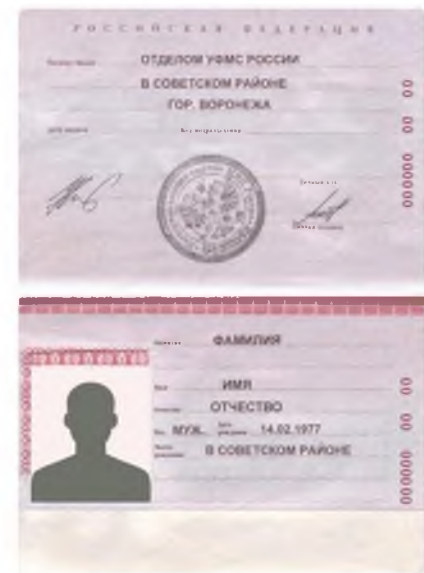 РОССИЙСКАЯ ФЕДЕРАЦИЯ
ОТДЕЛОМ УФМС РОССИИ
В СОВЕТСКОМ РАЙОНЕ
ГОР. ВОРОНЕЖА
00 00 000000
ФАМИЛИЯ
ИМЯ
ОТЧЕСТВО
МУЖ. 14.02.1977
В СОВЕТСКОМ РАЙОНЕ
00 00 000000